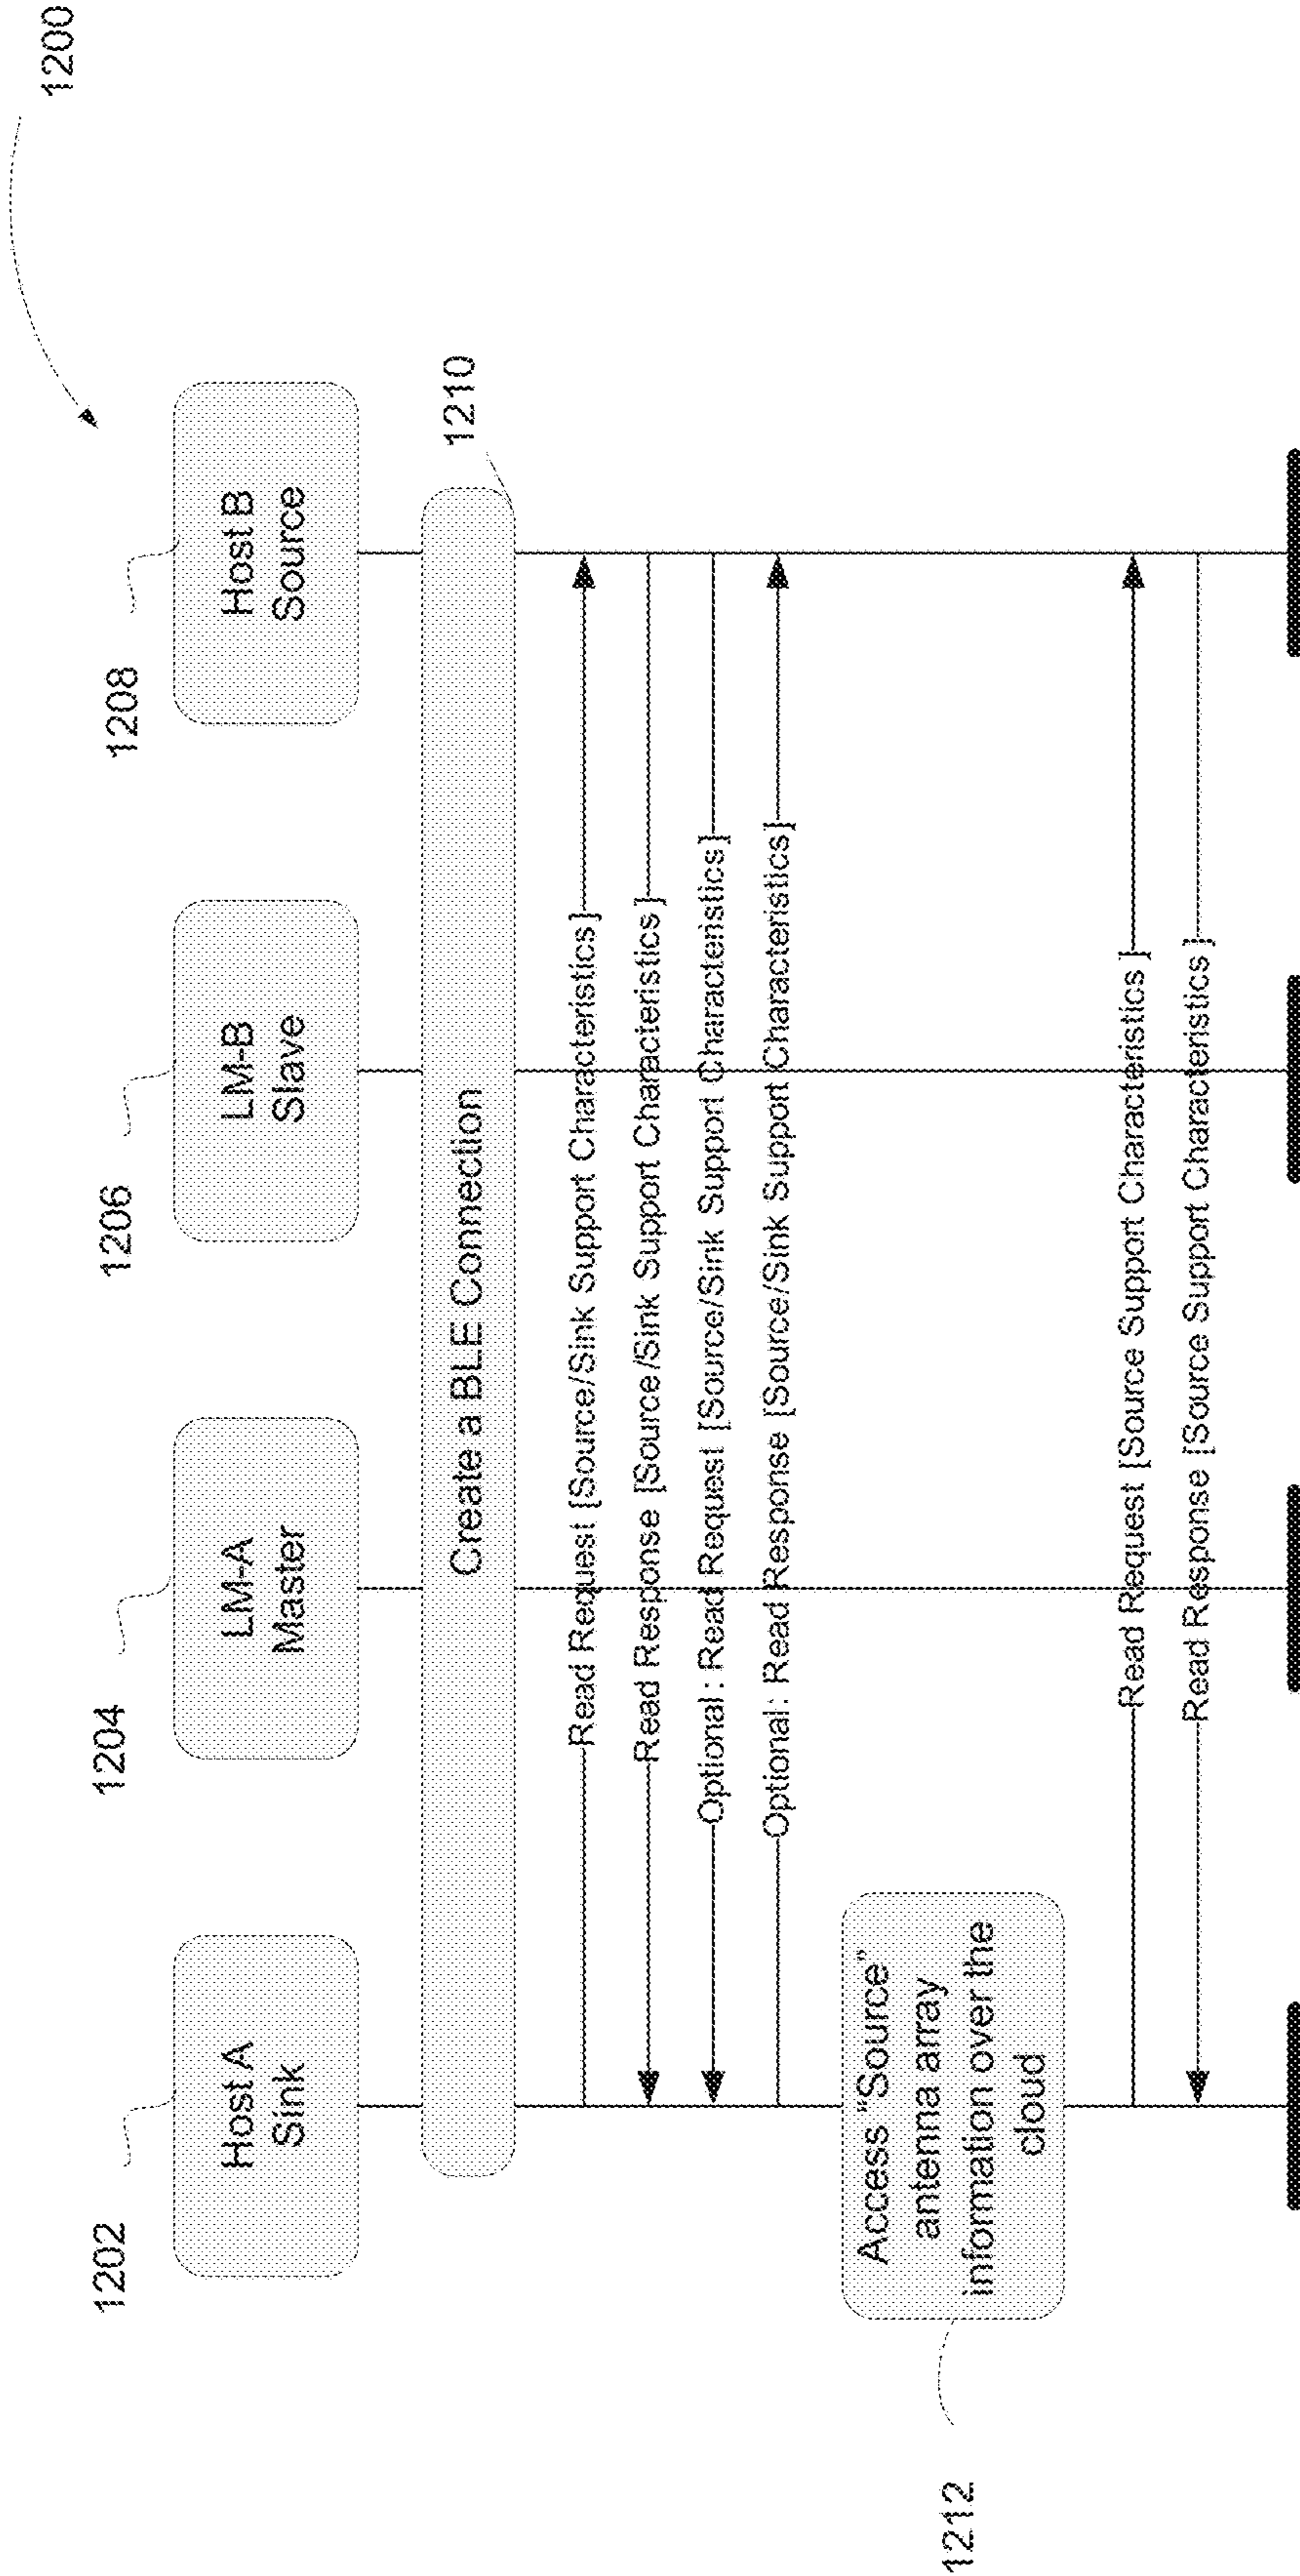 1200
1202
1204
1206
1208
Host A
Sink
LM-A
Master
LM-B
Slave
Host B
Source
1210
Create a BLE Connection
Read Request [Source/Sink Support Characteristics]
Read Response [Source/Sink Support Characteristics]
Optional: Read Request [Source/Sink Support Characteristics]
Optional: Read Response [Source/Sink Support Characteristics]
1212
Access "Source"
antenna array
information over the
cloud
Read Request [Source Support Characteristics]
Read Response [Source Support Characteristics]